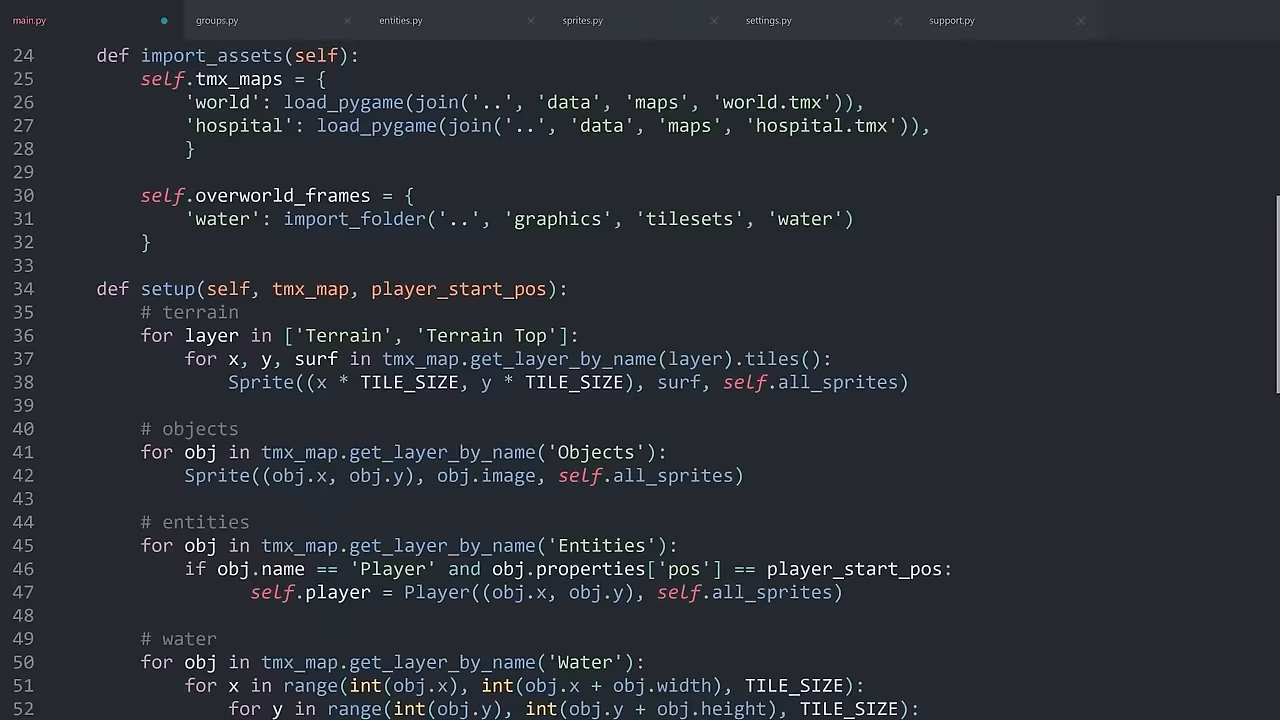 main.py groups.py entities.py sprites.py settings.py support.py
24 def import_assets(self):
25 self.tmx_maps = {
26 'world': load_pygame(join('..', 'data', 'maps', 'world.tmx')),
27 'hospital': load_pygame(join('..', 'data', 'maps', 'hospital.tmx')),
28 }
29
30 self.overworld_frames = {
31 'water': import_folder('..', 'graphics', 'tilesets', 'water')
32 }
33
34 def setup(self, tmx_map, player_start_pos):
35 # terrain
36 for layer in ['Terrain', 'Terrain Top']:
37 for x, y, surf in tmx_map.get_layer_by_name(layer).tiles():
38 Sprite((x * TILE_SIZE, y * TILE_SIZE), surf, self.all_sprites)
39
40 # objects
41 for obj in tmx_map.get_layer_by_name('Objects'):
42 Sprite((obj.x, obj.y), obj.image, self.all_sprites)
43
44 # entities
45 for obj in tmx_map.get_layer_by_name('Entities'):
46 if obj.name == 'Player' and obj.properties['pos'] == player_start_pos:
47 self.player = Player((obj.x, obj.y), self.all_sprites)
48
49 # water
50 for obj in tmx_map.get_layer_by_name('Water'):
51 for x in range(int(obj.x), int(obj.x + obj.width), TILE_SIZE):
52 for y in range(int(obj.y), int(obj.y + obj.height), TILE_SIZE):